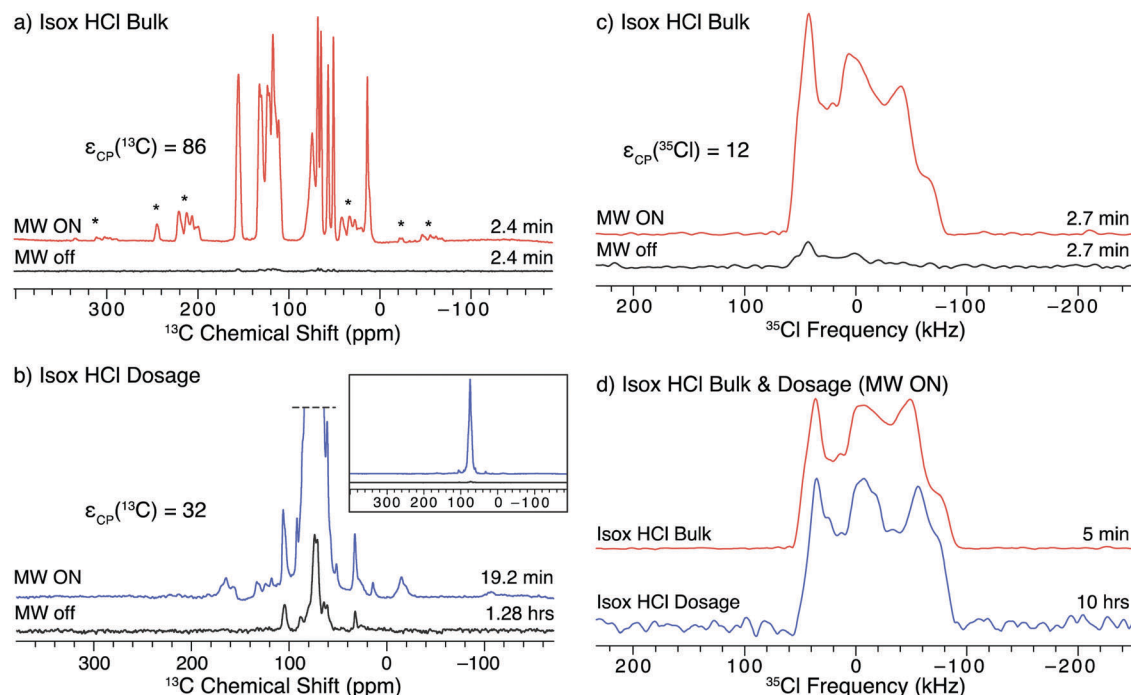 a) Isox HCl Bulk
ε_CP(¹³C) = 86
* * * * * *
MW ON 2.4 min
MW off 2.4 min
300 200 100 0 −100
¹³C Chemical Shift (ppm)
b) Isox HCl Dosage
300 200 100 0 −100
ε_CP(¹³C) = 32
MW ON 19.2 min
MW off 1.28 hrs
300 200 100 0 −100
¹³C Chemical Shift (ppm)
c) Isox HCl Bulk
ε_CP(³⁵Cl) = 12
MW ON 2.7 min
MW off 2.7 min
200 100 0 −100 −200
³⁵Cl Frequency (kHz)
d) Isox HCl Bulk & Dosage (MW ON)
Isox HCl Bulk 5 min
Isox HCl Dosage 10 hrs
200 100 0 −100 −200
³⁵Cl Frequency (kHz)